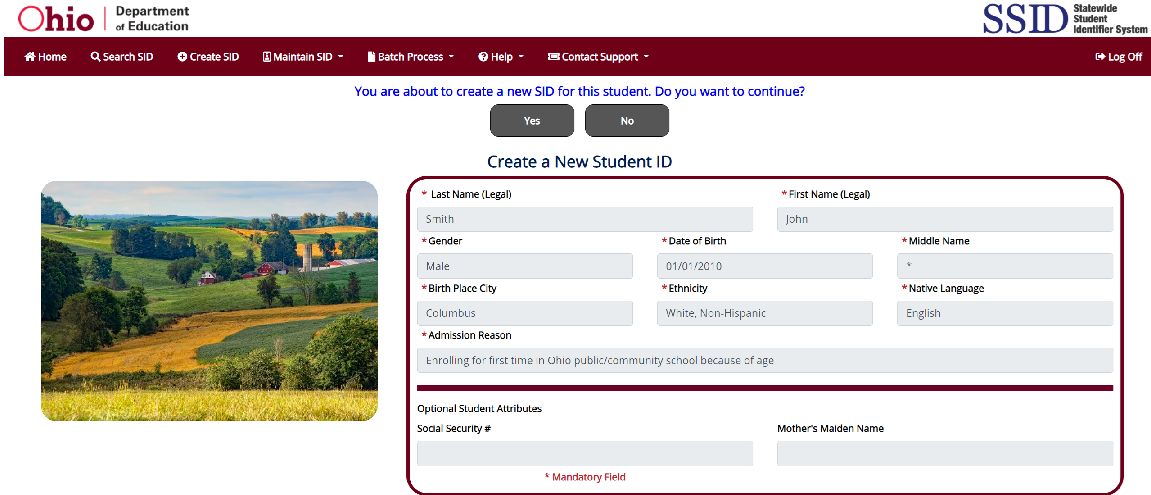 Ohio Department of Education
SSID Statewide Student Identifier System
Home Search SID Create SID Maintain SID Batch Process Help Contact Support Log Off
You are about to create a new SID for this student. Do you want to continue?
Yes No
Create a New Student ID
* Last Name (Legal) * First Name (Legal)
Smith John
* Gender * Date of Birth * Middle Name
Male 01/01/2010 *
* Birth Place City * Ethnicity * Native Language
Columbus White, Non-Hispanic English
* Admission Reason
Enrolling for first time in Ohio public/community school because of age
Optional Student Attributes
Social Security # Mother's Maiden Name
* Mandatory Field